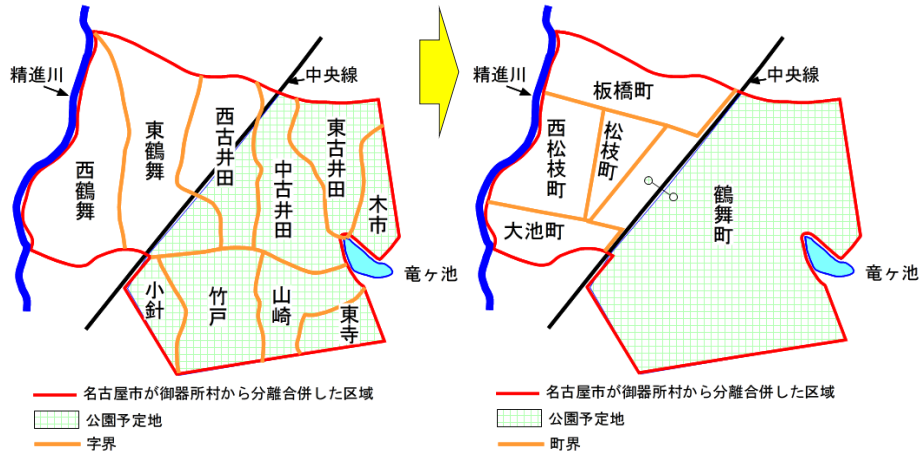 精進川
中央線
西鶴舞
東鶴舞
西古井田
中古井田
東古井田
木市
竜ヶ池
小針
竹戸
山崎
東寺
名古屋市が御器所村から分離合併した区域
公園予定地
字界
精進川
中央線
板橋町
西松枝町
松枝町
大池町
鶴舞町
竜ヶ池
名古屋市が御器所村から分離合併した区域
公園予定地
町界